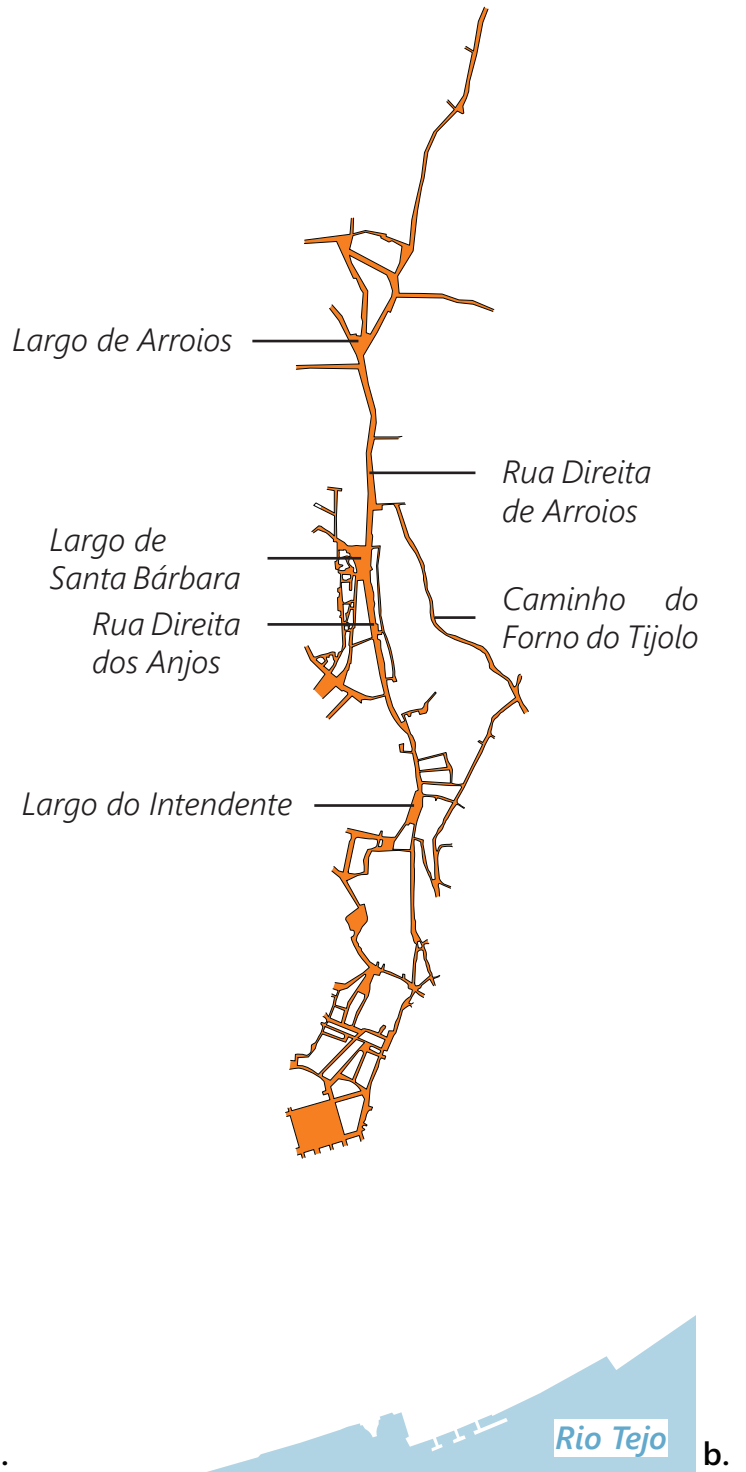 Largo de Arroios
Rua Direita
de Arroios
Largo de
Santa Bárbara
Caminho do
Forno do Tijolo
Rua Direita
dos Anjos
Largo do Intendente
Rio Tejo
.
b.